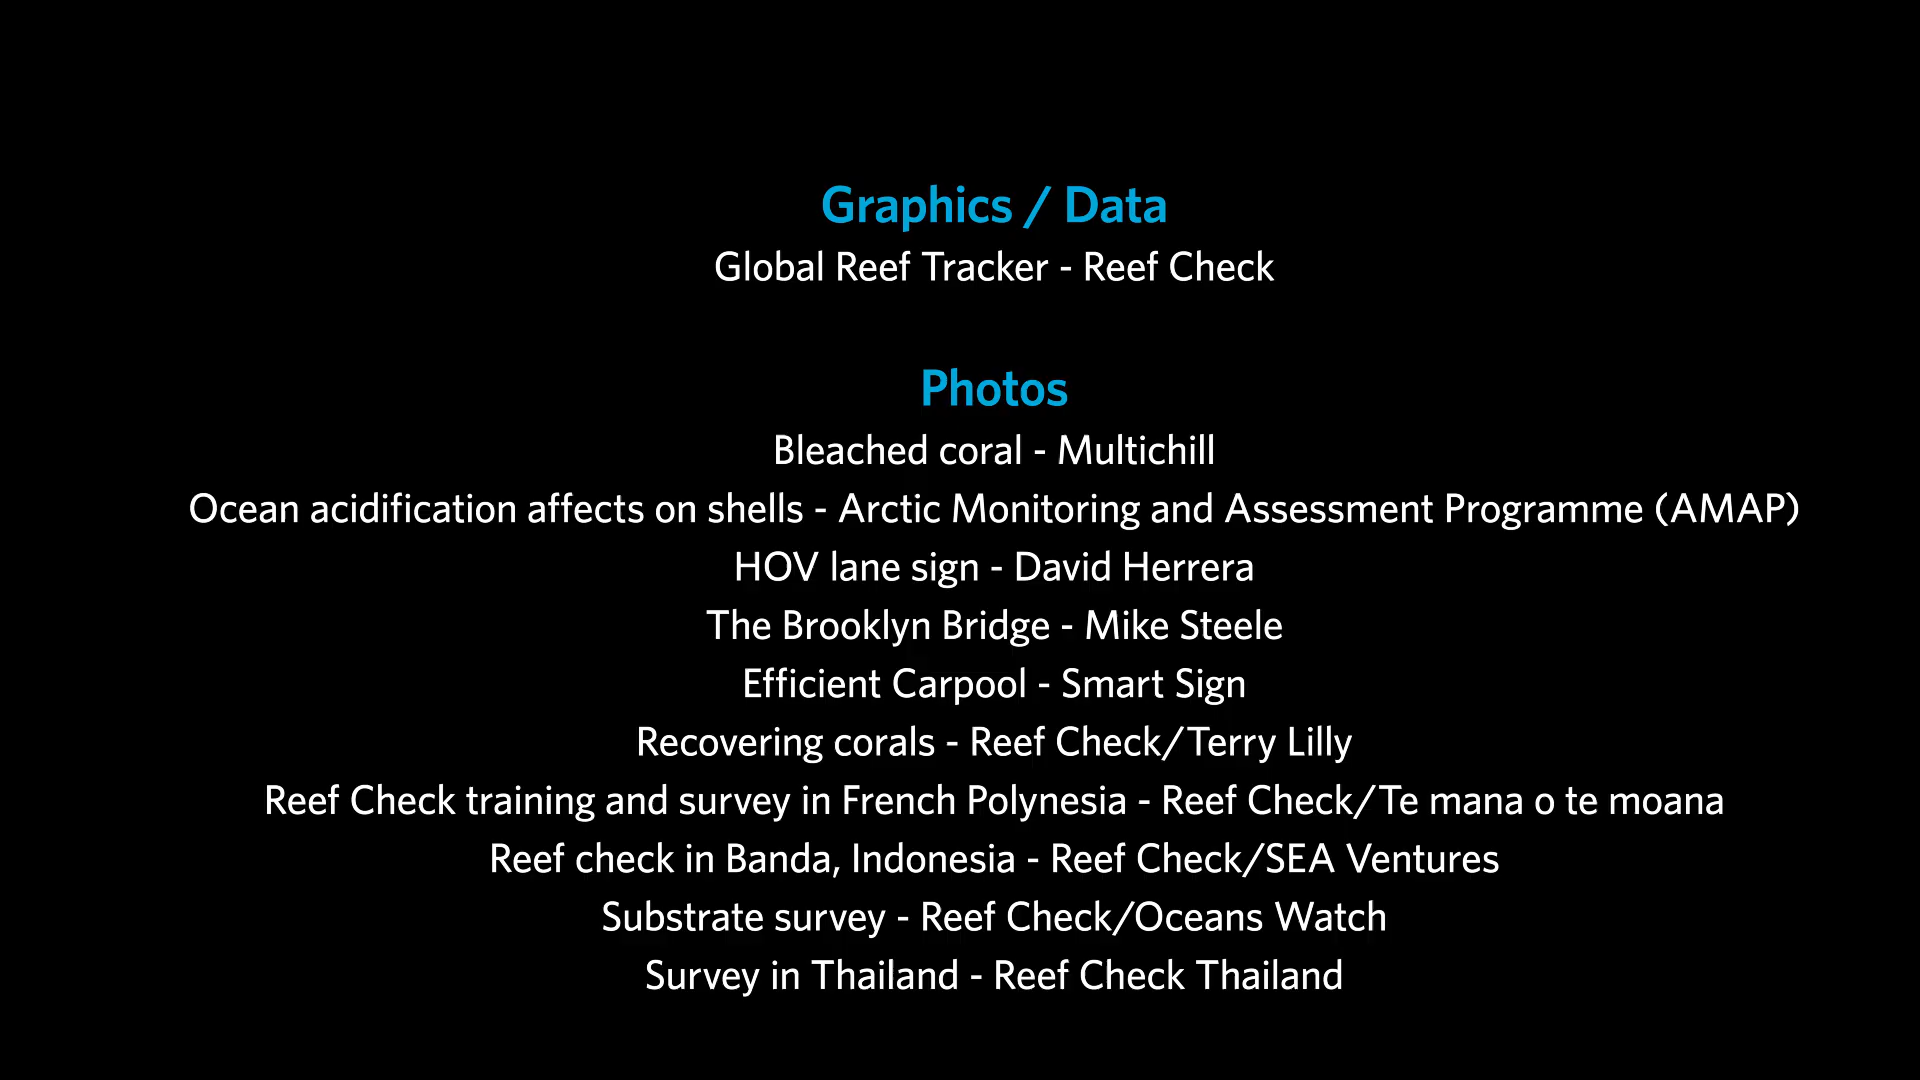 Graphics / Data
Global Reef Tracker - Reef Check
Photos
Bleached coral - Multichill
Ocean acidification affects on shells - Arctic Monitoring and Assessment Programme (AMAP)
HOV lane sign - David Herrera
The Brooklyn Bridge - Mike Steele
Efficient Carpool - Smart Sign
Recovering corals - Reef Check/Terry Lilly
Reef Check training and survey in French Polynesia - Reef Check/Te mana o te moana
Reef check in Banda, Indonesia - Reef Check/SEA Ventures
Substrate survey - Reef Check/Oceans Watch
Survey in Thailand - Reef Check Thailand